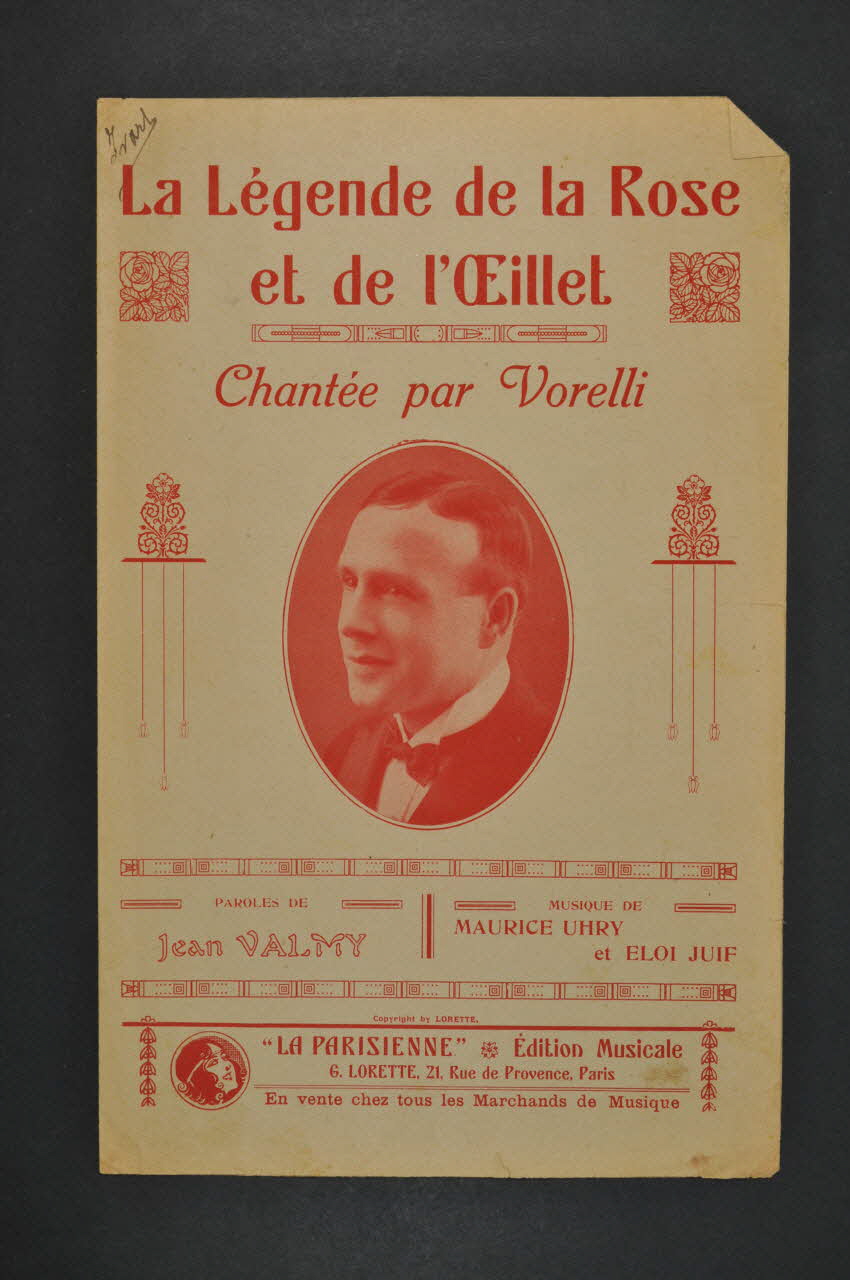 La Légende de la Rose
et de l'Œillet
Chantée par Vorelli
PAROLES DE
Jean VALMY
MUSIQUE DE
MAURICE UHRY
et ELOI JUIF
Copyright by LORETTE,
"LA PARISIENNE" Édition Musicale
G. LORETTE, 21, Rue de Provence, Paris
En vente chez tous les Marchands de Musique